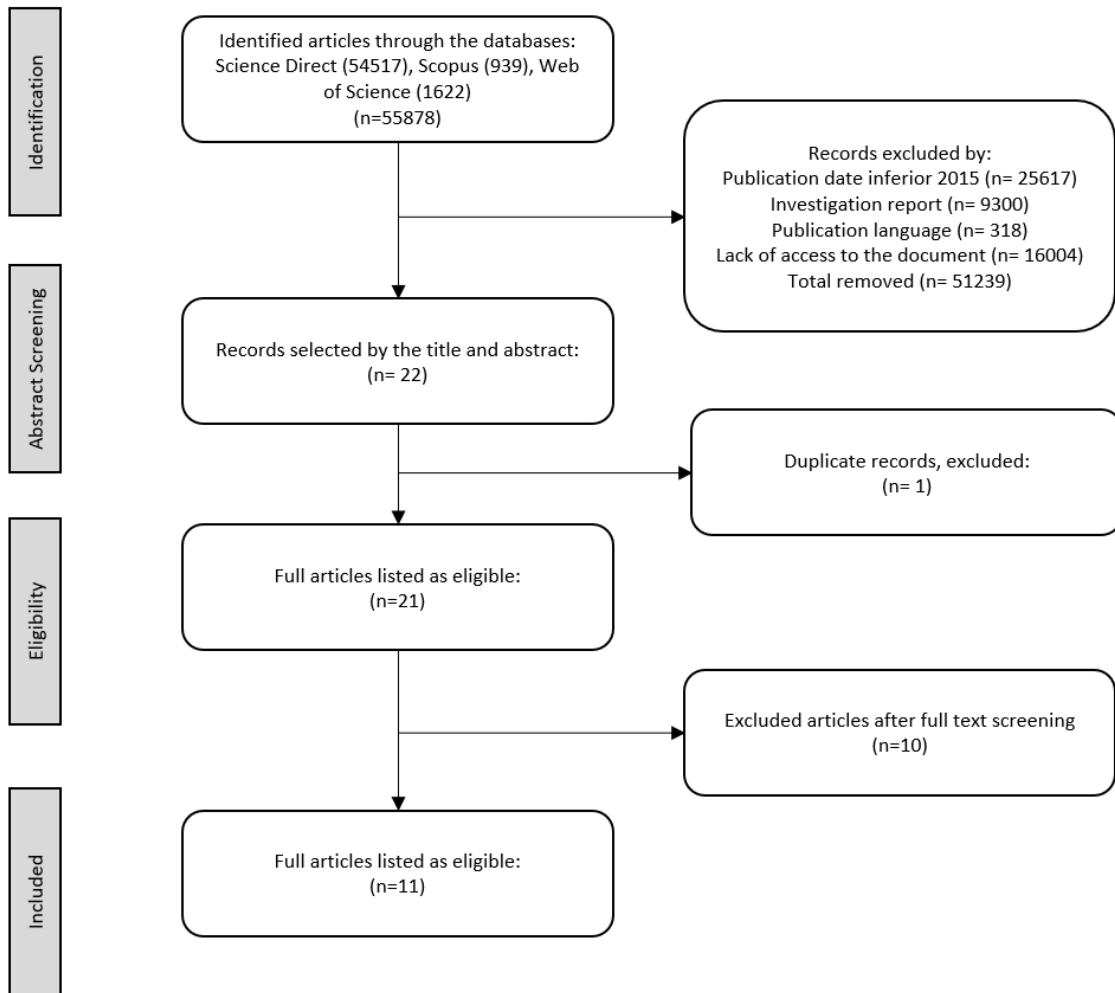 Identification
Identified articles through the databases:
Science Direct (54517), Scopus (939), Web
of Science (1622)
(n=55878)
Records excluded by:
Publication date inferior 2015 (n= 25617)
Investigation report (n= 9300)
Publication language (n= 318)
Lack of access to the document (n= 16004)
Total removed (n= 51239)
Abstract Screening
Records selected by the title and abstract:
(n= 22)
Duplicate records, excluded:
(n= 1)
Eligibility
Full articles listed as eligible:
(n=21)
Excluded articles after full text screening
(n=10)
Included
Full articles listed as eligible:
(n=11)